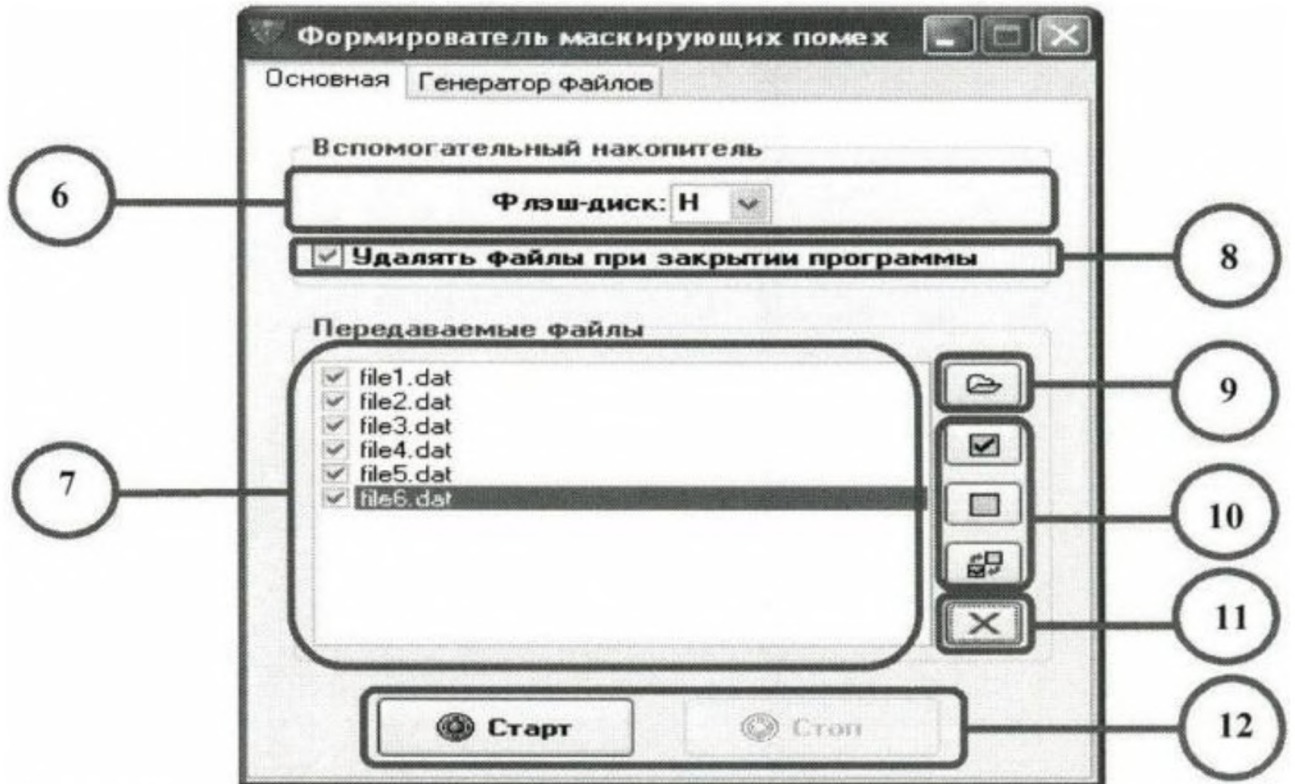 Формирователь маскирующих помех
Основная Генератор файлов
Вспомогательный накопитель
6
Флэш-диск: H
Удалять файлы при закрытии программы
8
Передаваемые файлы
file1.dat
file2.dat
file3.dat
file4.dat
file5.dat
file6.dat
9
7
10
11
Старт Стоп
12